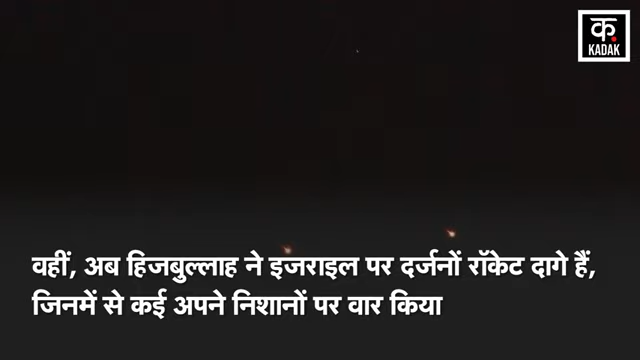 क.
KADAK
वहीं, अब हिजबुल्लाह ने इजराइल पर दर्जनों रॉकेट दागे हैं,
जिनमें से कई अपने निशानों पर वार किया